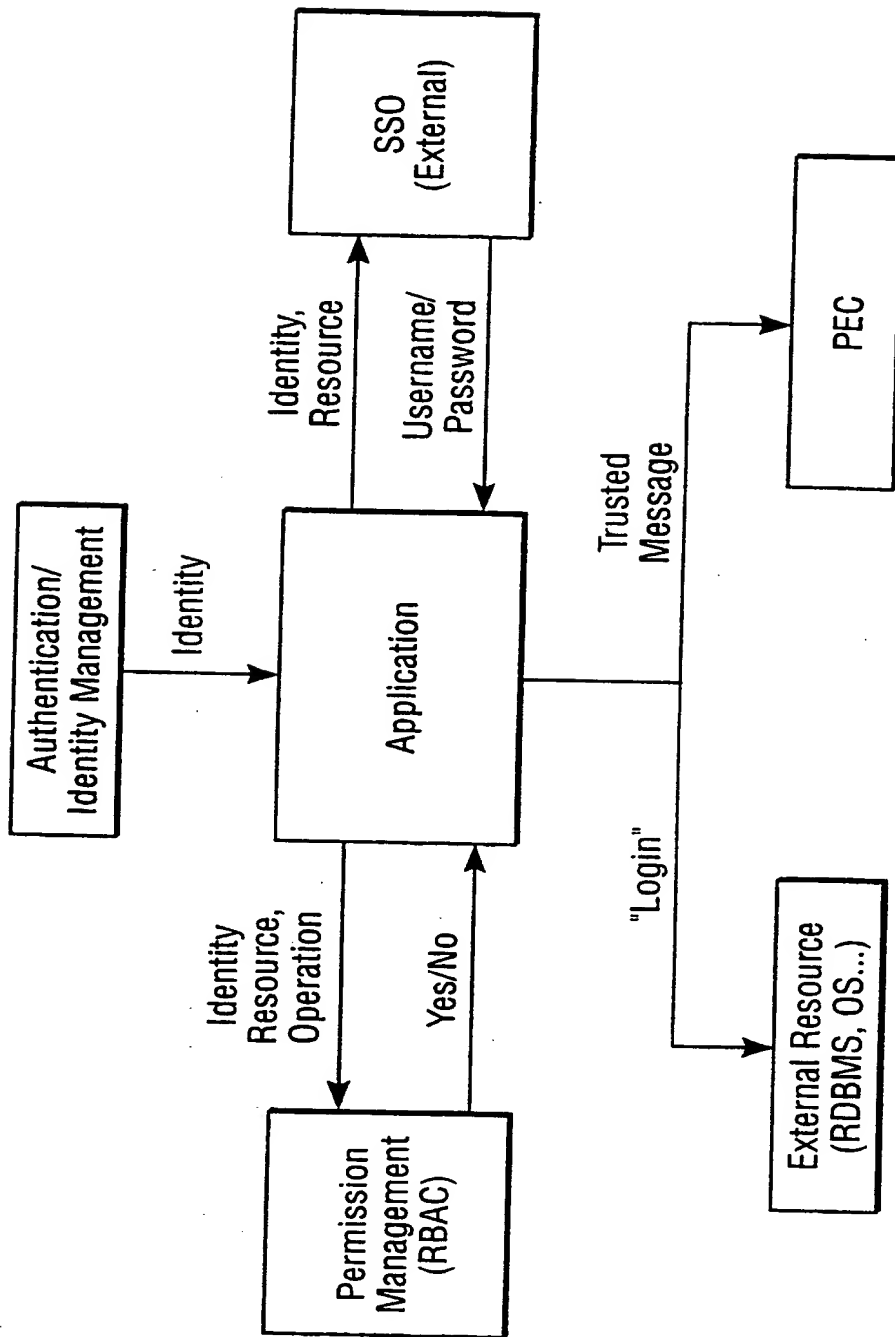 Authentication/
Identity Management
Identity
Permission
Management
(RBAC)
Identity
Resource,
Operation
Yes/No
Application
Identity,
Resource
Username/
Password
SSO
(External)
"Login"
Trusted
Message
External Resource
(RDBMS, OS...)
PEC